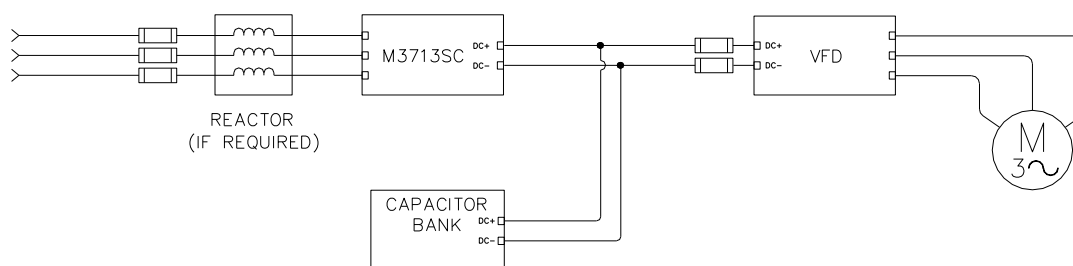 M3713SC
DC+
DC-
DC+
DC-
VFD
REACTOR
(IF REQUIRED)
M
3~
CAPACITOR
BANK
DC+
DC-